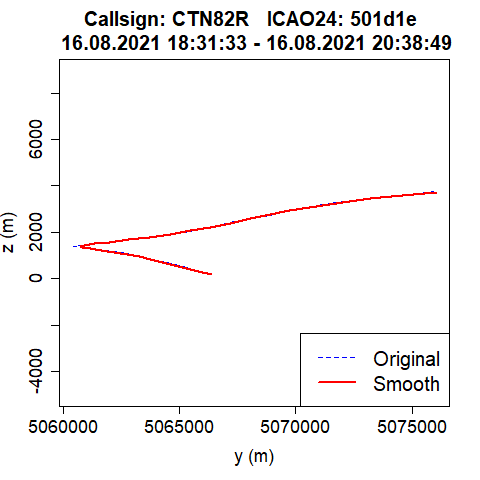 Callsign: CTN82R   ICAO24: 501d1e
16.08.2021 18:31:33 - 16.08.2021 20:38:49
z (m)
6000
2000
0
-4000
Original
Smooth
5060000 5065000 5070000 5075000
y (m)